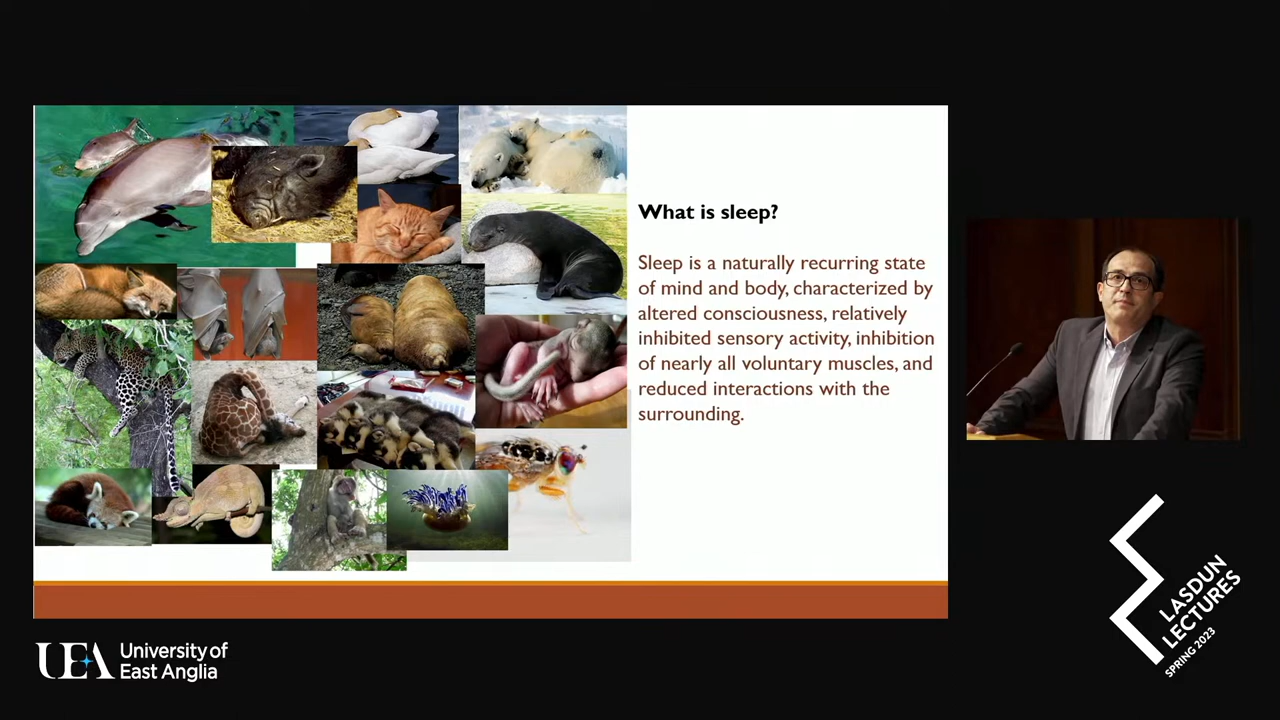 What is sleep?
Sleep is a naturally recurring state
of mind and body, characterized by
altered consciousness, relatively
inhibited sensory activity, inhibition
of nearly all voluntary muscles, and
reduced interactions with the
surrounding.
LASDUN
LECTURES
SPRING 2023
UEA University of
East Anglia